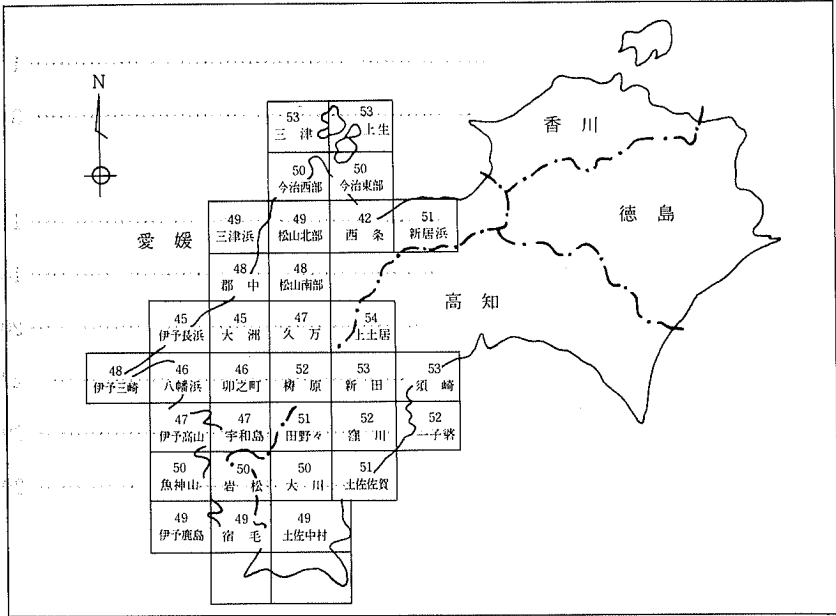 N
53
三津
53
上生
50
今治西部
50
今治東部
49
三津浜
49
松山北部
42
西条
51
新居浜
48
郡中
48
松山南部
45
伊予長浜
45
大洲
47
久万
54
上土居
48
伊予三崎
46
八幡浜
46
卯之町
52
梼原
53
新田
53
須崎
47
伊予高山
47
宇和島
51
田野々
52
窪川
52
50
魚神山
50
岩松
50
大川
51
土佐佐賀
49
伊予鹿島
49
宿毛
49
土佐中村
愛媛
香川
徳島
高知